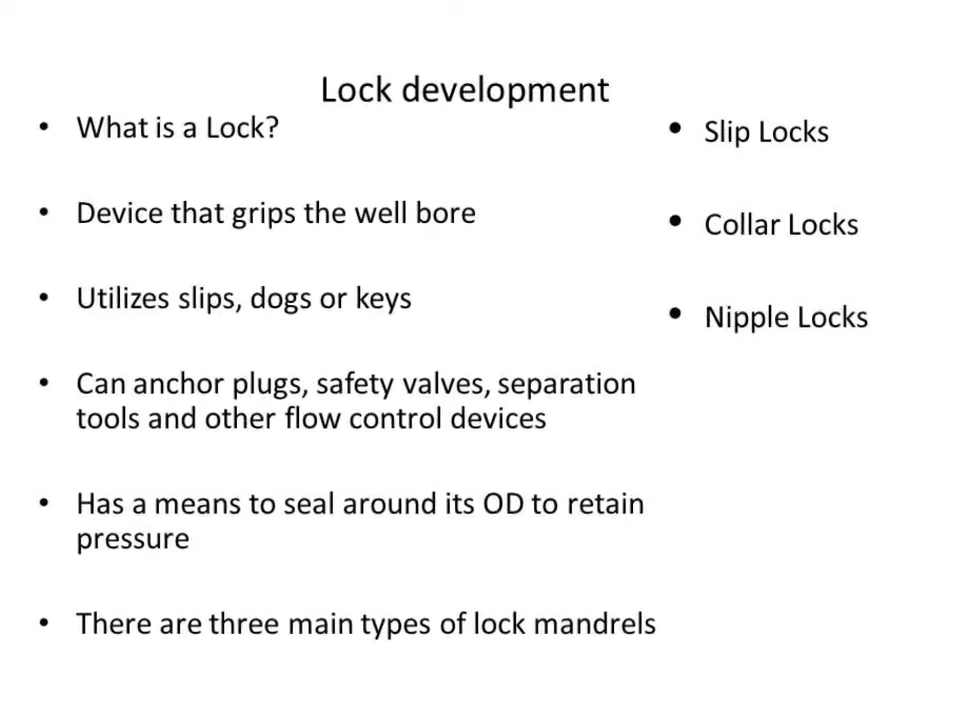 Lock development
• What is a Lock?
• Device that grips the well bore
• Utilizes slips, dogs or keys
• Can anchor plugs, safety valves, separation
tools and other flow control devices
• Has a means to seal around its OD to retain
pressure
• There are three main types of lock mandrels
• Slip Locks
• Collar Locks
• Nipple Locks